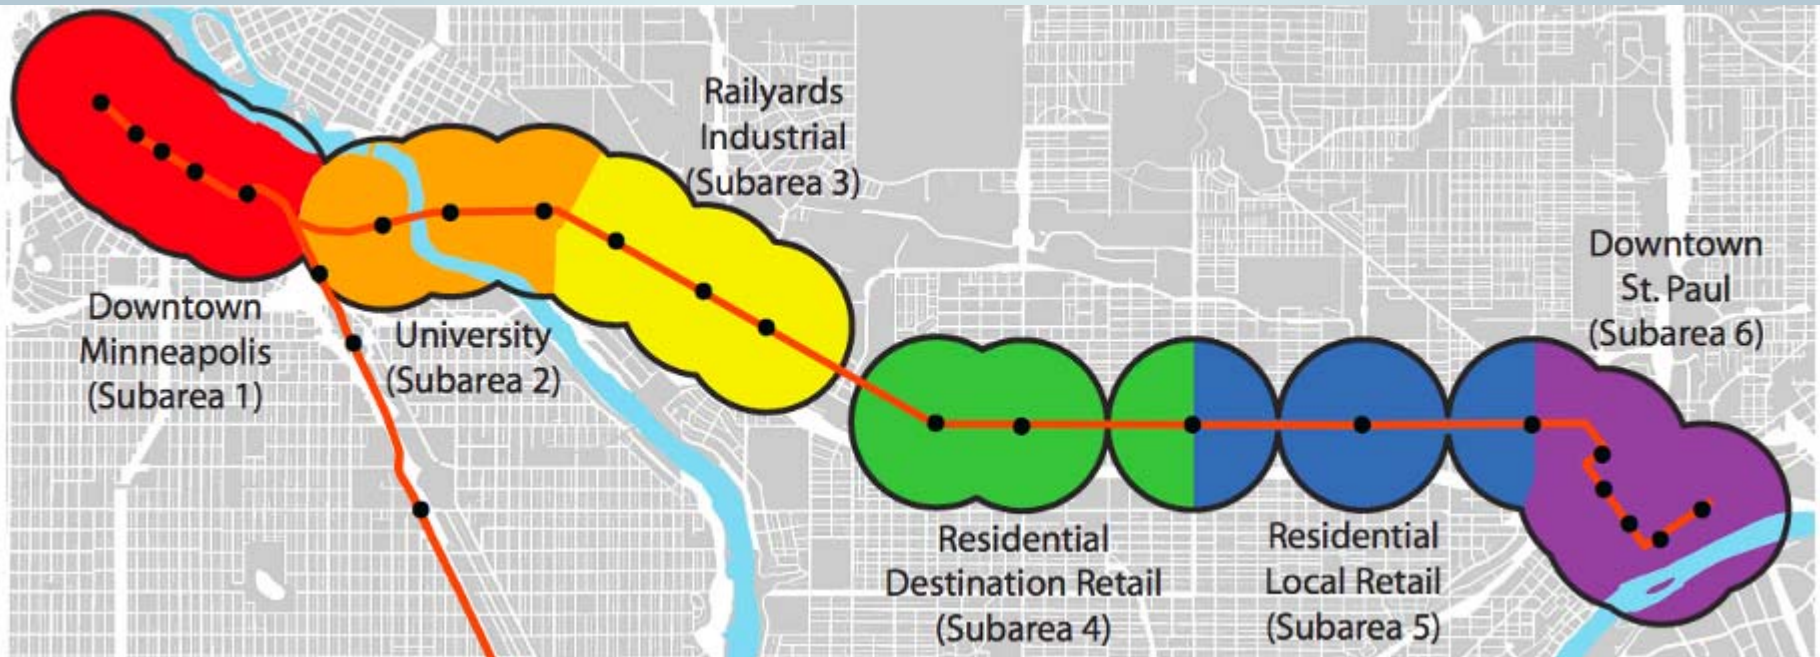 Railyards
Industrial
(Subarea 3)
Downtown
St. Paul
(Subarea 6)
Downtown
Minneapolis
(Subarea 1)
University
(Subarea 2)
Residential
Destination Retail
(Subarea 4)
Residential
Local Retail
(Subarea 5)